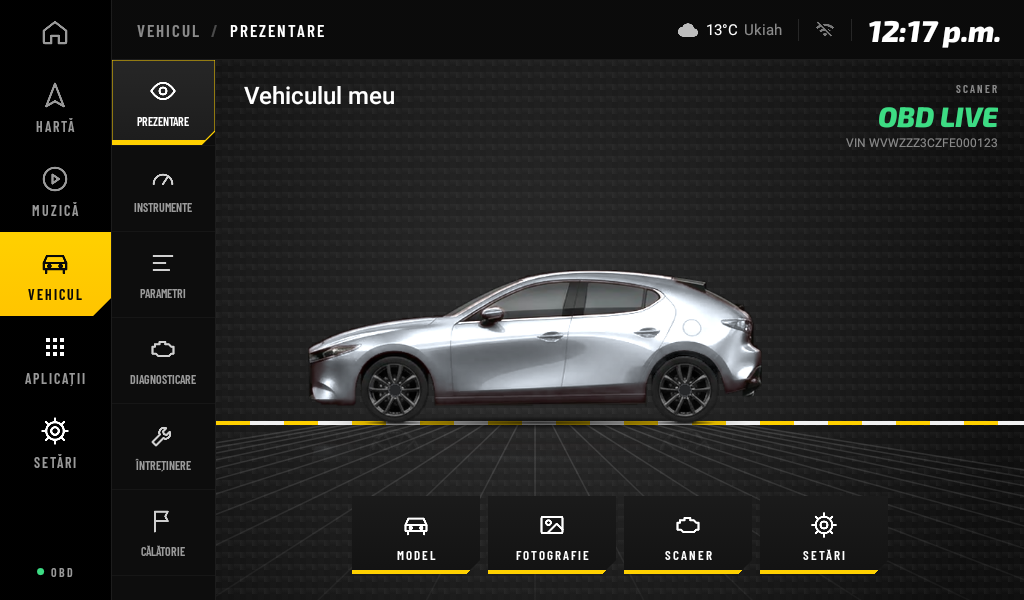 VEHICUL / PREZENTARE
13°C Ukiah
12:17 p.m.
HARTĂ
MUZICĂ
VEHICUL
APLICAȚII
SETĂRI
OBD
PREZENTARE
INSTRUMENTE
PARAMETRI
DIAGNOSTICARE
ÎNTREȚINERE
CĂLĂTORIE
Vehiculul meu
SCANER
OBD LIVE
VIN WVWZZZ3CZFE000123
MODEL
FOTOGRAFIE
SCANER
SETĂRI